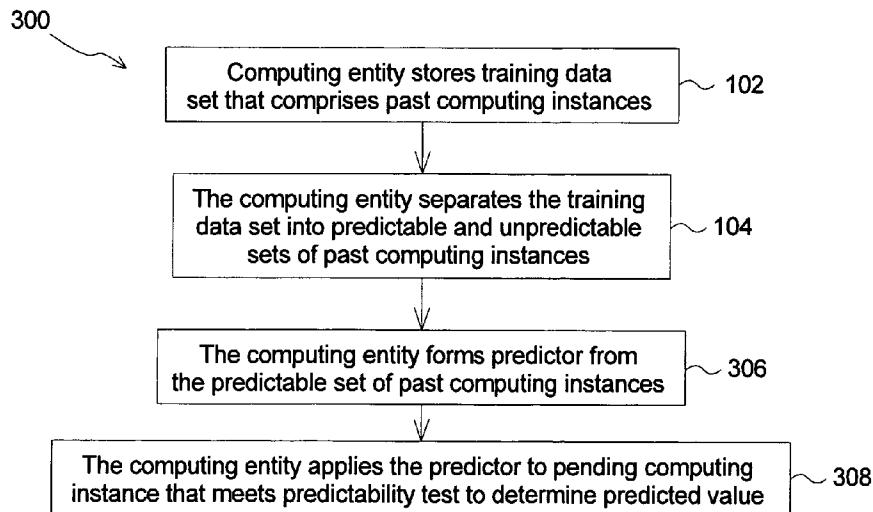 300
Computing entity stores training data
set that comprises past computing instances
102
The computing entity separates the training
data set into predictable and unpredictable
sets of past computing instances
104
The computing entity forms predictor from
the predictable set of past computing instances
306
The computing entity applies the predictor to pending computing
instance that meets predictability test to determine predicted value
308